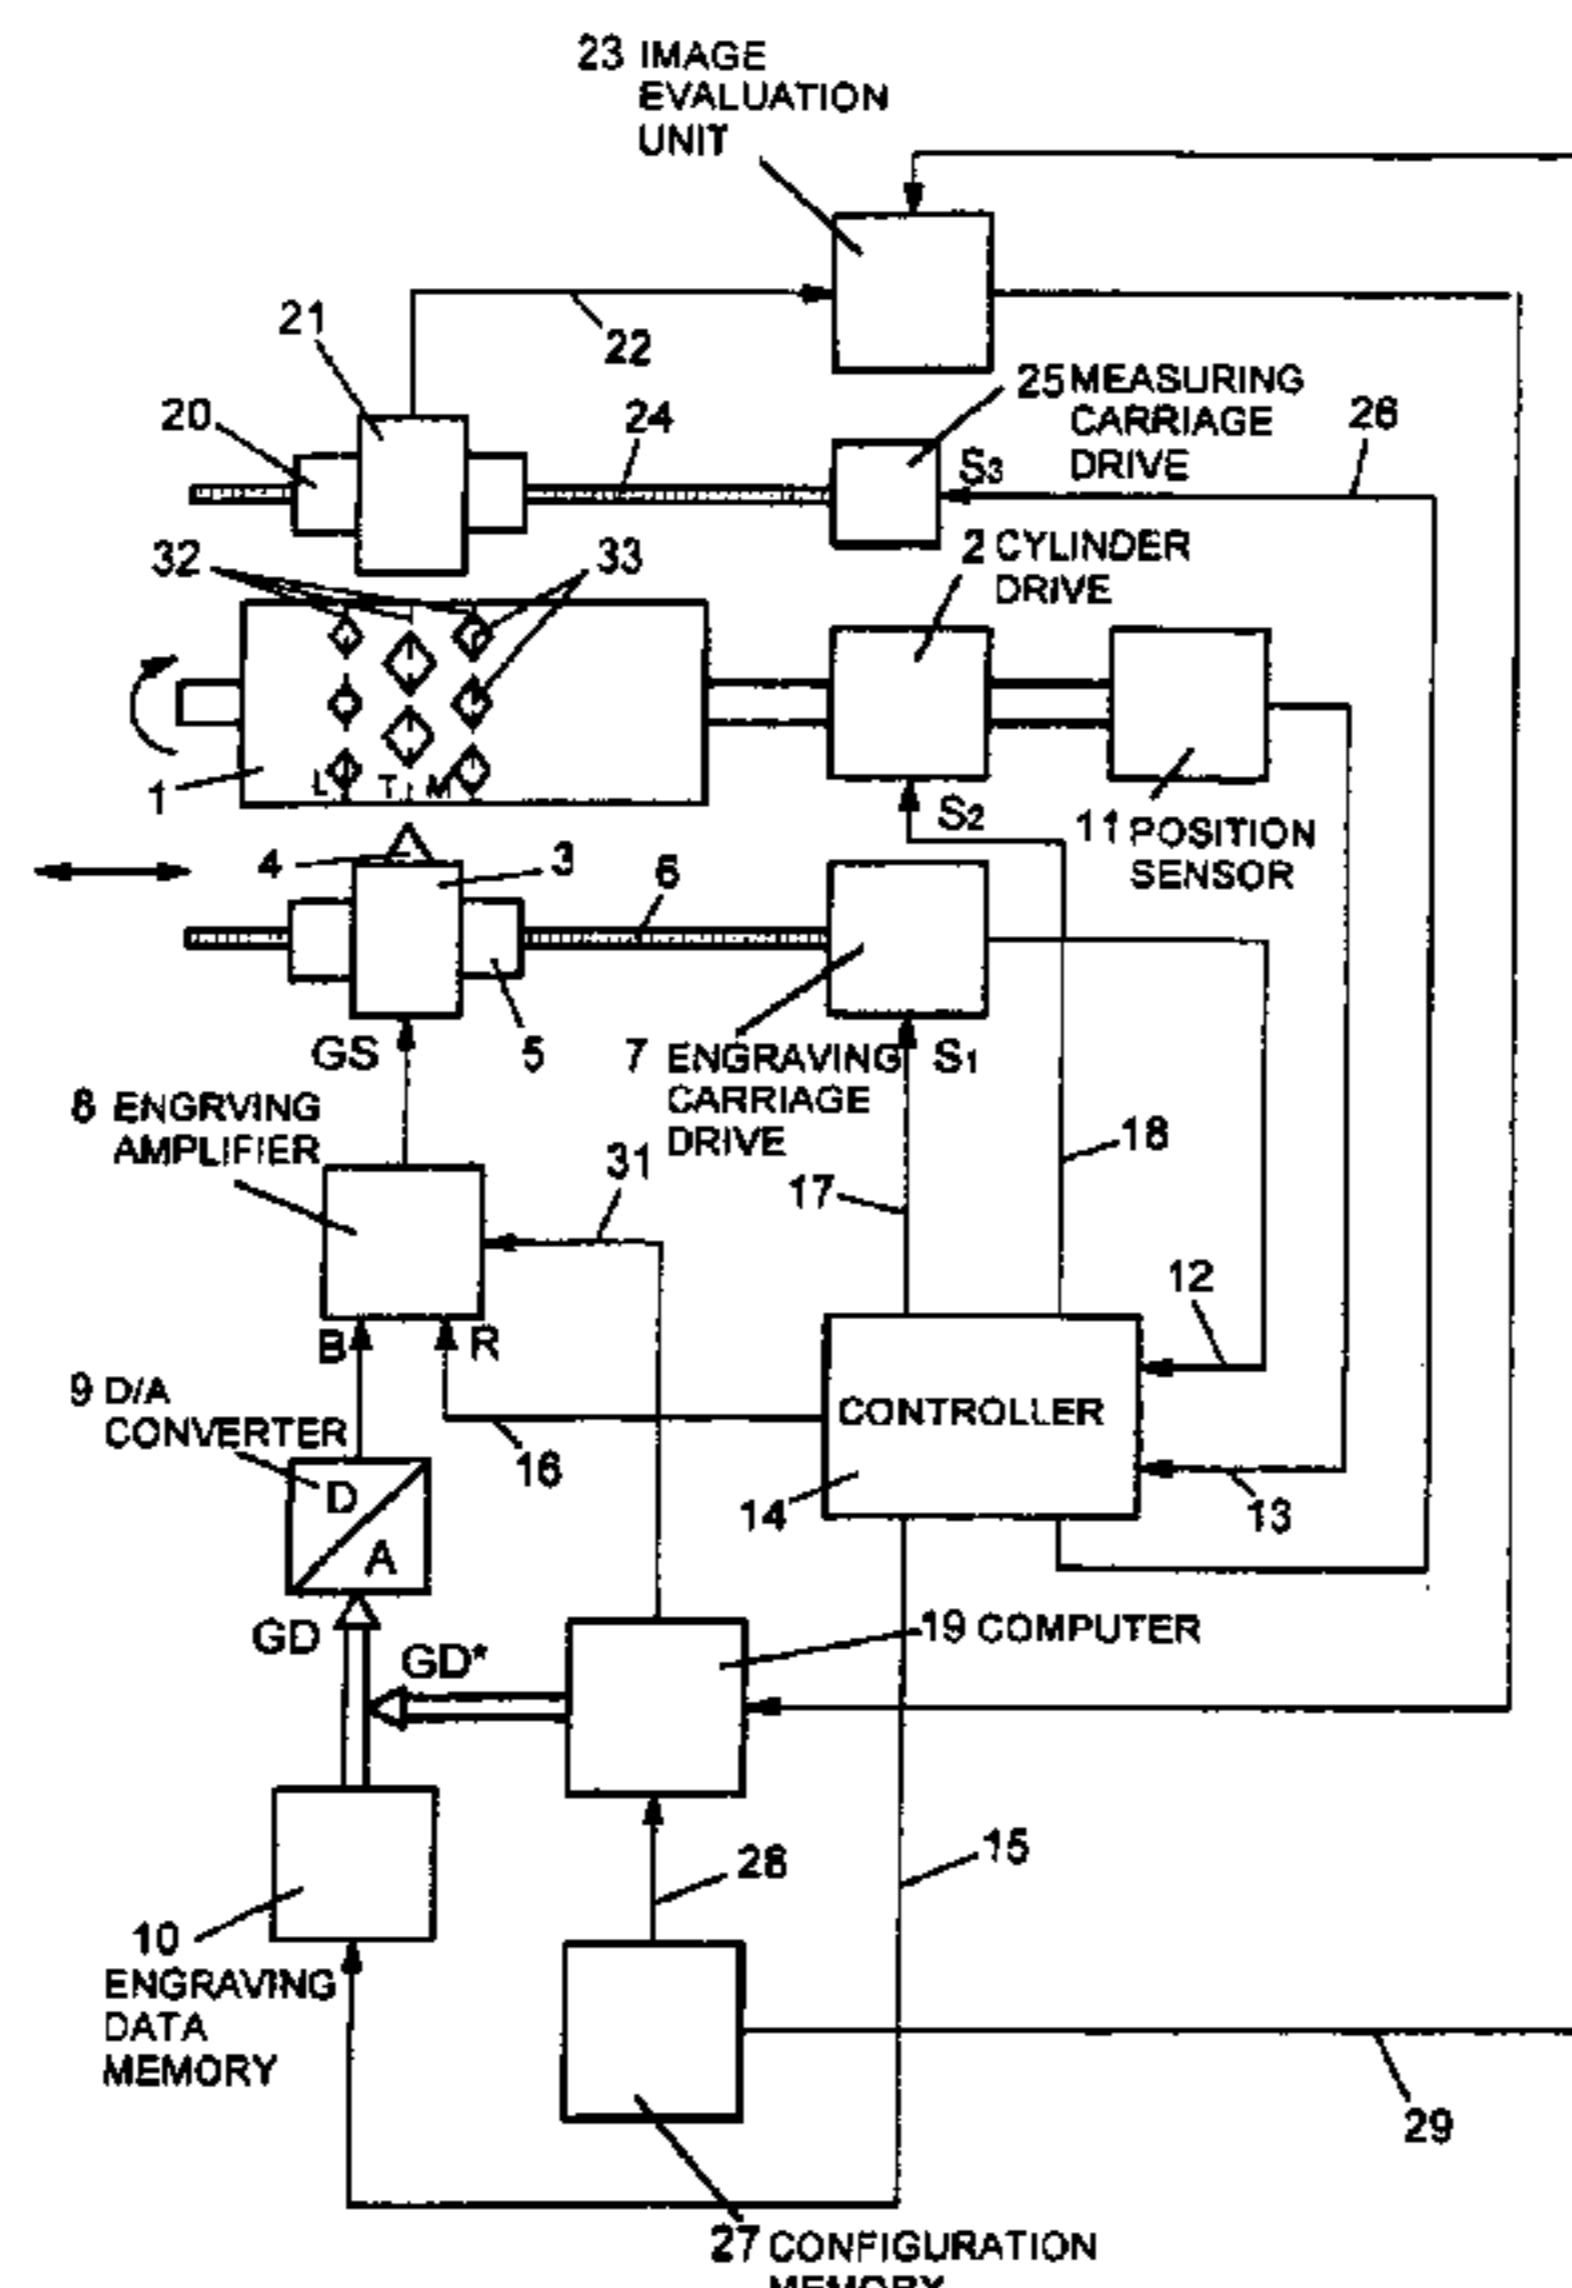 23 IMAGE
EVALUATION
UNIT
21
22
25 MEASURING
CARRIAGE
DRIVE
20
24
26
S3
32
33
2 CYLINDER
DRIVE
L T M
1
S2
11 POSITION
SENSOR
4
3
6
GS
5
7 ENGRAVING
CARRIAGE
DRIVE
S1
8 ENGRVING
AMPLIFIER
31
18
17
12
B
R
9 D/A
CONVERTER
CONTROLLER
16
D
A
14
13
GD
GD*
19 COMPUTER
28
15
10
ENGRAVING
DATA
MEMORY
29
27 CONFIGURATION
MEMORY